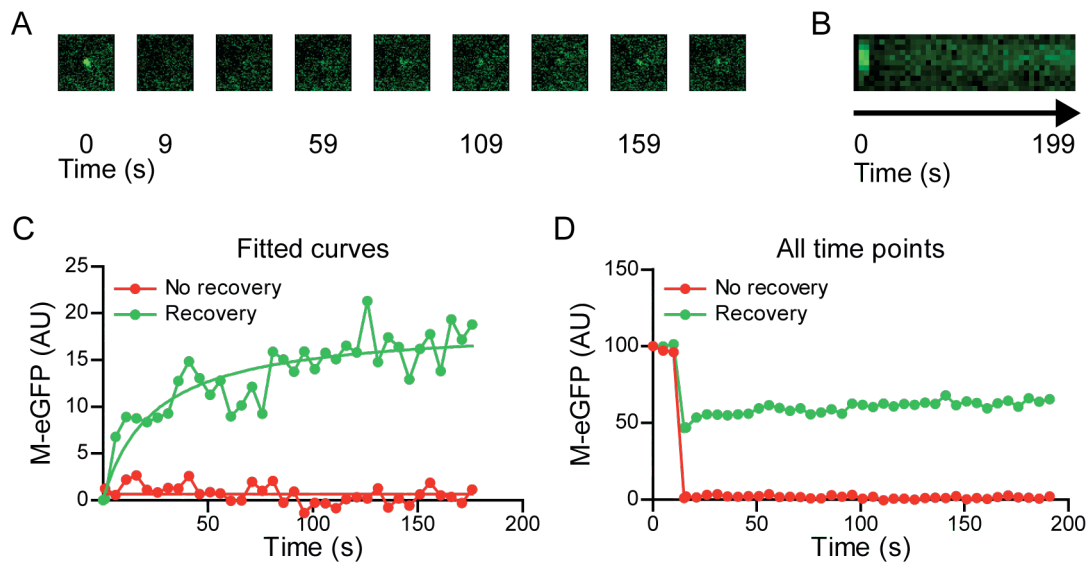 A
0 9 59 109 159
Time (s)
B
0 199
Time (s)
C
Fitted curves
M-eGFP (AU)
25
20
15
10
5
0
No recovery
Recovery
50 100 150 200
Time (s)
D
All time points
M-eGFP (AU)
150
100
50
0
No recovery
Recovery
0 50 100 150 200
Time (s)